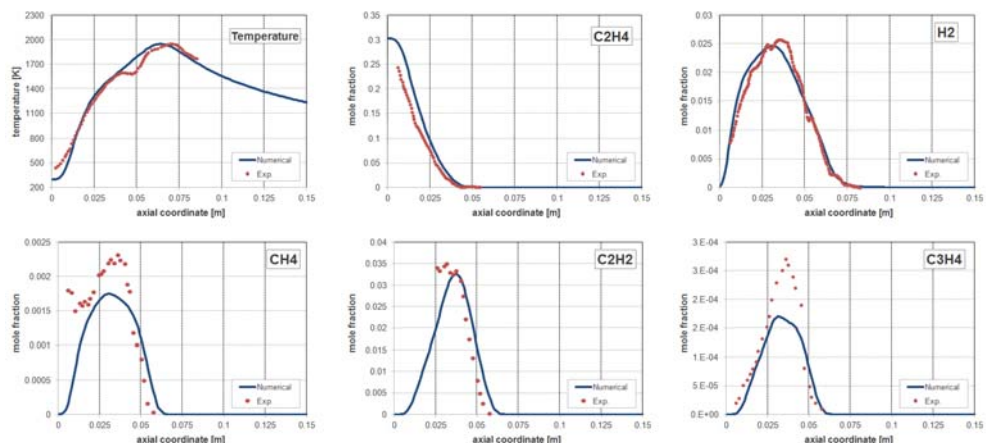 Temperature
temperature [K]
2300
2000
1700
1400
1100
800
500
200
0
0.025
0.05
0.075
0.1
0.125
0.15
axial coordinate [m]
Numerical
Exp.
C2H4
mole fraction
0.35
0.3
0.25
0.2
0.15
0.1
0.05
0
0
0.025
0.05
0.075
0.1
0.125
0.15
axial coordinate [m]
Numerical
Exp.
H2
mole fraction
0.03
0.025
0.02
0.015
0.01
0.005
0
0
0.025
0.05
0.075
0.1
0.125
0.15
axial coordinate [m]
Numerical
Exp.
CH4
mole fraction
0.0025
0.002
0.0015
0.001
0.0005
0
0
0.025
0.05
0.075
0.1
0.125
0.15
axial coordinate [m]
Numerical
Exp.
C2H2
mole fraction
0.04
0.035
0.03
0.025
0.02
0.015
0.01
0.005
0
0
0.025
0.05
0.075
0.1
0.125
0.15
axial coordinate [m]
Numerical
Exp.
C3H4
mole fraction
3.E-04
3.E-04
2.E-04
2.E-04
1.E-04
5.E-05
0.E+00
0
0.025
0.05
0.075
0.1
0.125
0.15
axial coordinate [m]
Numerical
Exp.